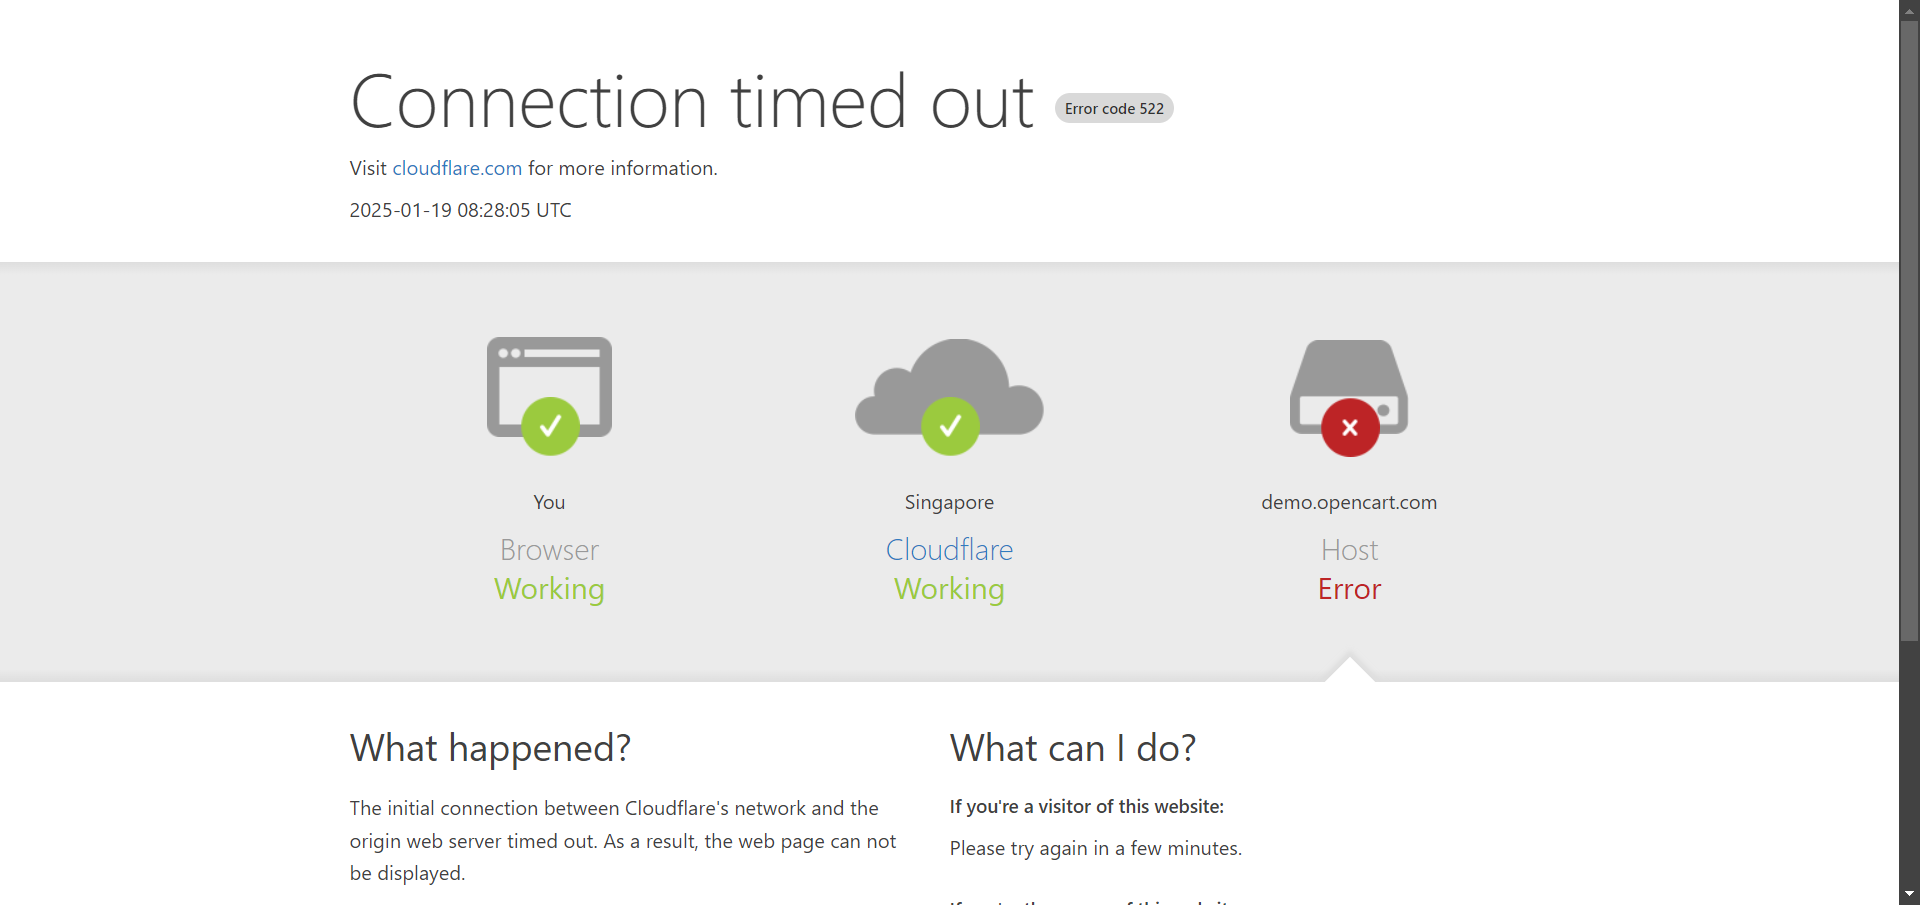 Connection timed out Error code 522
Visit cloudflare.com for more information.
2025-01-19 08:28:05 UTC
You
Browser
Working
Singapore
Cloudflare
Working
demo.opencart.com
Host
Error
What happened?
The initial connection between Cloudflare's network and the
origin web server timed out. As a result, the web page can not
be displayed.
What can I do?
If you're a visitor of this website:
Please try again in a few minutes.